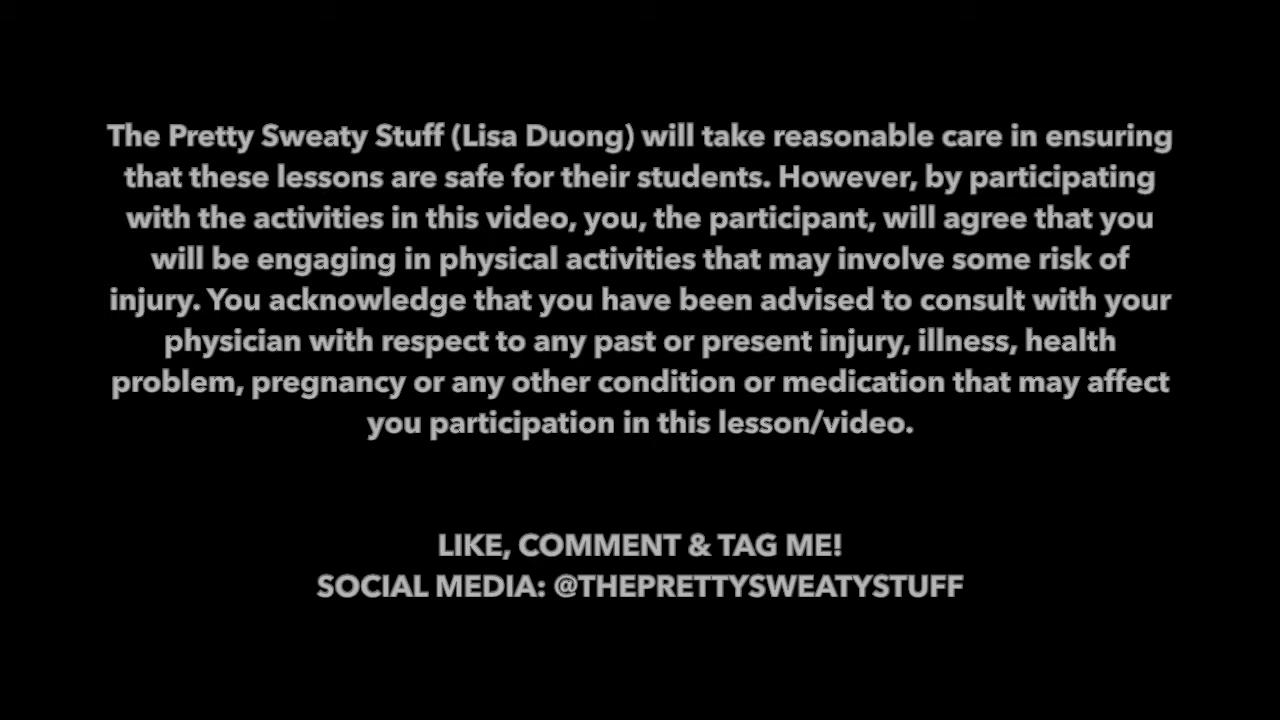 The Pretty Sweaty Stuff (Lisa Duong) will take reasonable care in ensuring
that these lessons are safe for their students. However, by participating
with the activities in this video, you, the participant, will agree that you
will be engaging in physical activities that may involve some risk of
injury. You acknowledge that you have been advised to consult with your
physician with respect to any past or present injury, illness, health
problem, pregnancy or any other condition or medication that may affect
you participation in this lesson/video.
LIKE, COMMENT & TAG ME!
SOCIAL MEDIA: @THEPRETTYSWEATYSTUFF